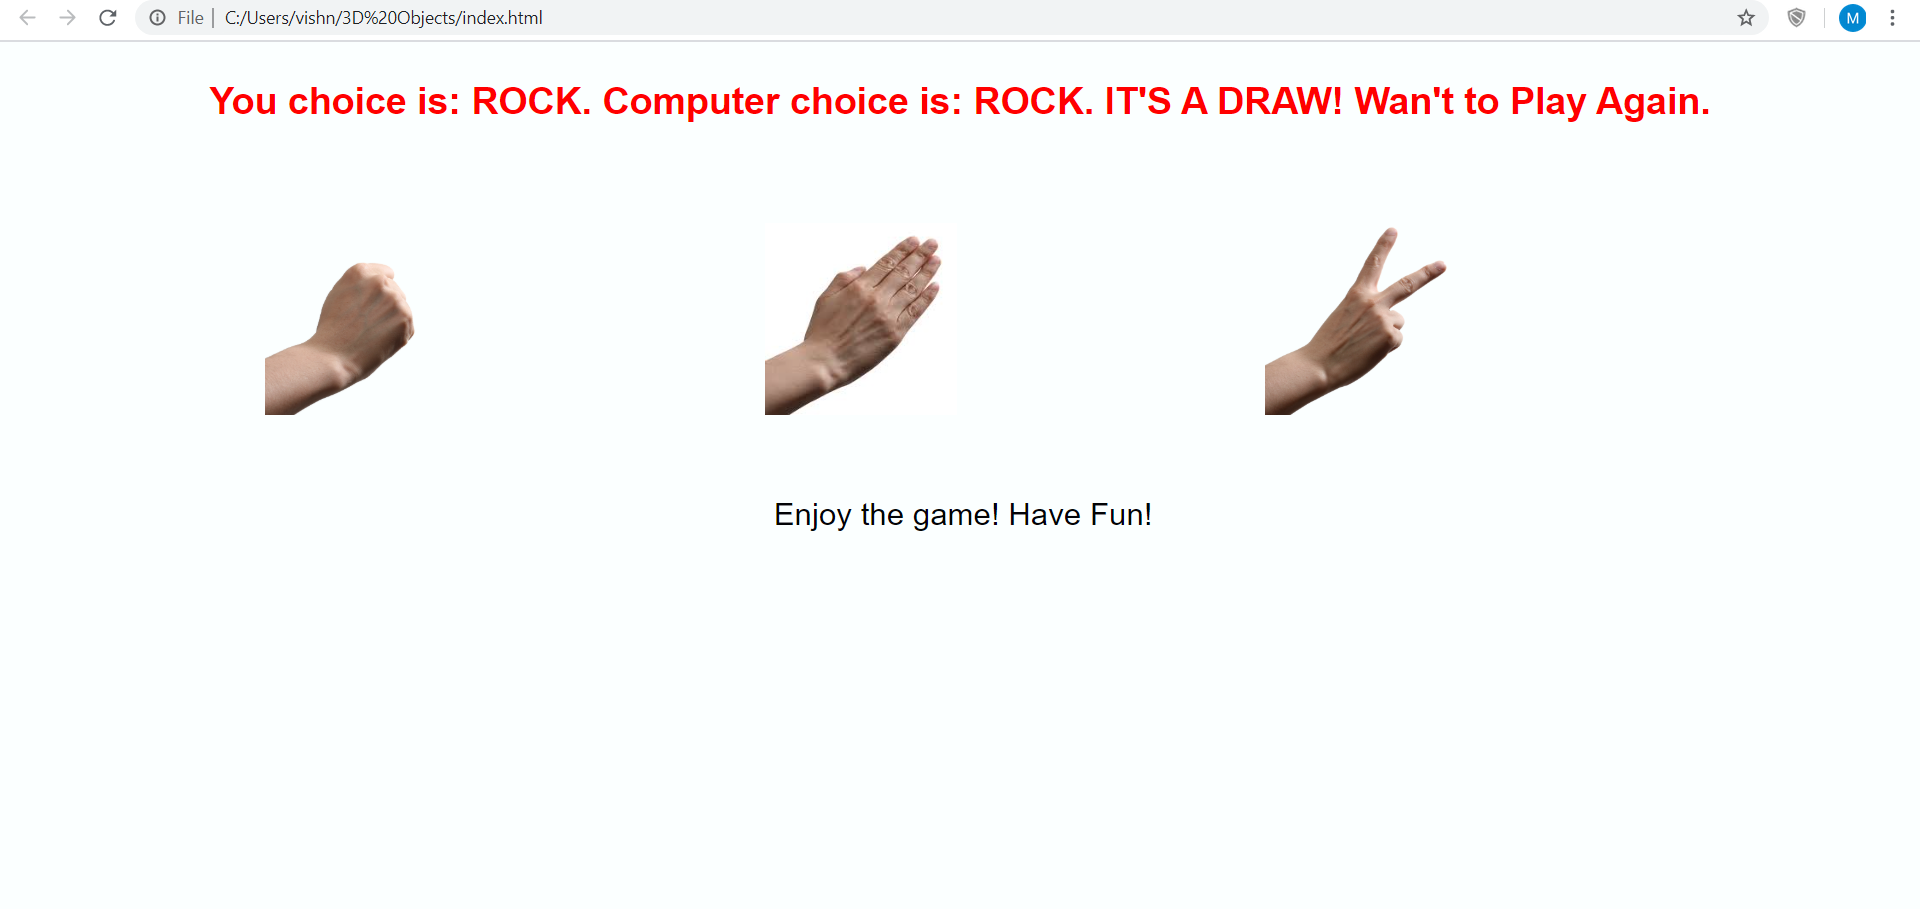 File | C:/Users/vishn/3D%20Objects/index.html
M
You choice is: ROCK. Computer choice is: ROCK. IT'S A DRAW! Wan't to Play Again.
Enjoy the game! Have Fun!